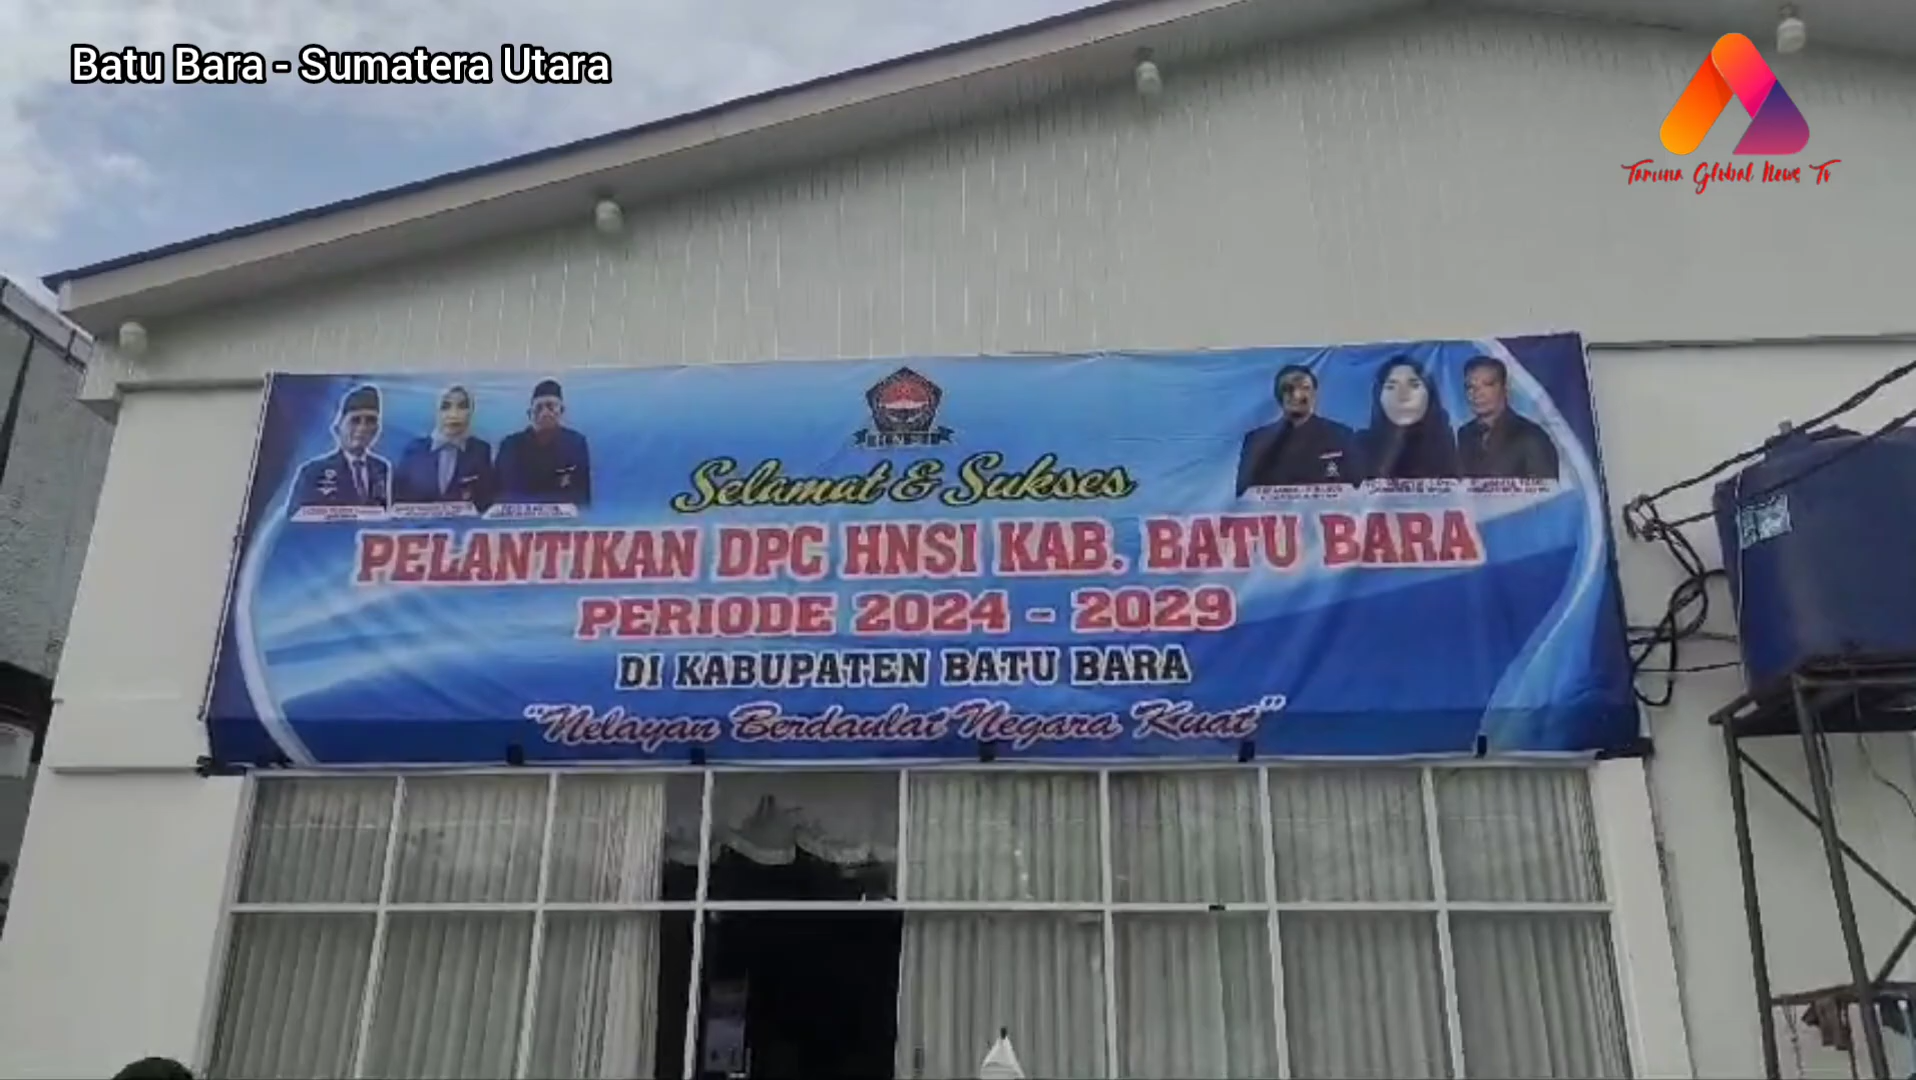 Batu Bara - Sumatera Utara
Taruna Global News Tv
HNSI
Selamat & Sukses
PELANTIKAN DPC HNSI KAB. BATU BARA
PERIODE 2024 - 2029
DI KABUPATEN BATU BARA
"Nelayan Berdaulat Negara Kuat"